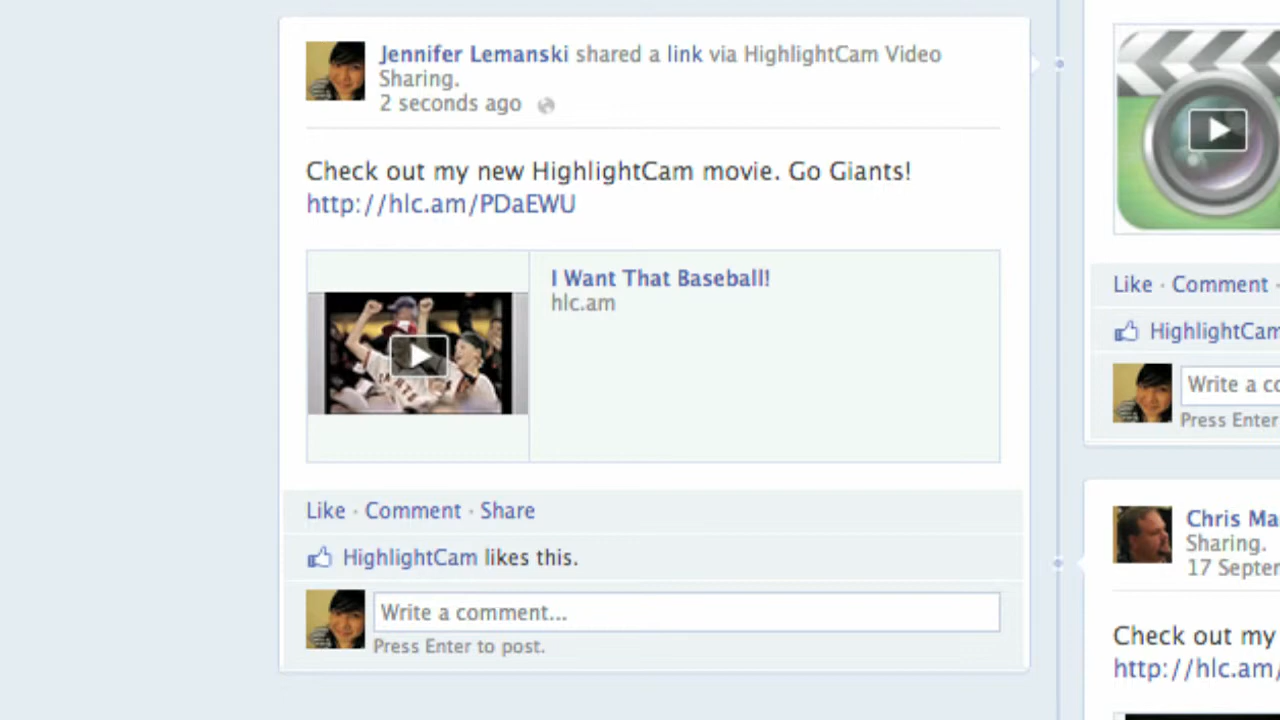 Jennifer Lemanski shared a link via HighlightCam Video
Sharing.
2 seconds ago
Check out my new HighlightCam movie. Go Giants!
http://hlc.am/PDaEWU
I Want That Baseball!
hlc.am
Like · Comment · Share
HighlightCam likes this.
Write a comment...
Press Enter to post.
Like · Comment ·
HighlightCam
Write a co
Press Enter
Chris Ma
Sharing.
17 Septem
Check out my
http://hlc.am/